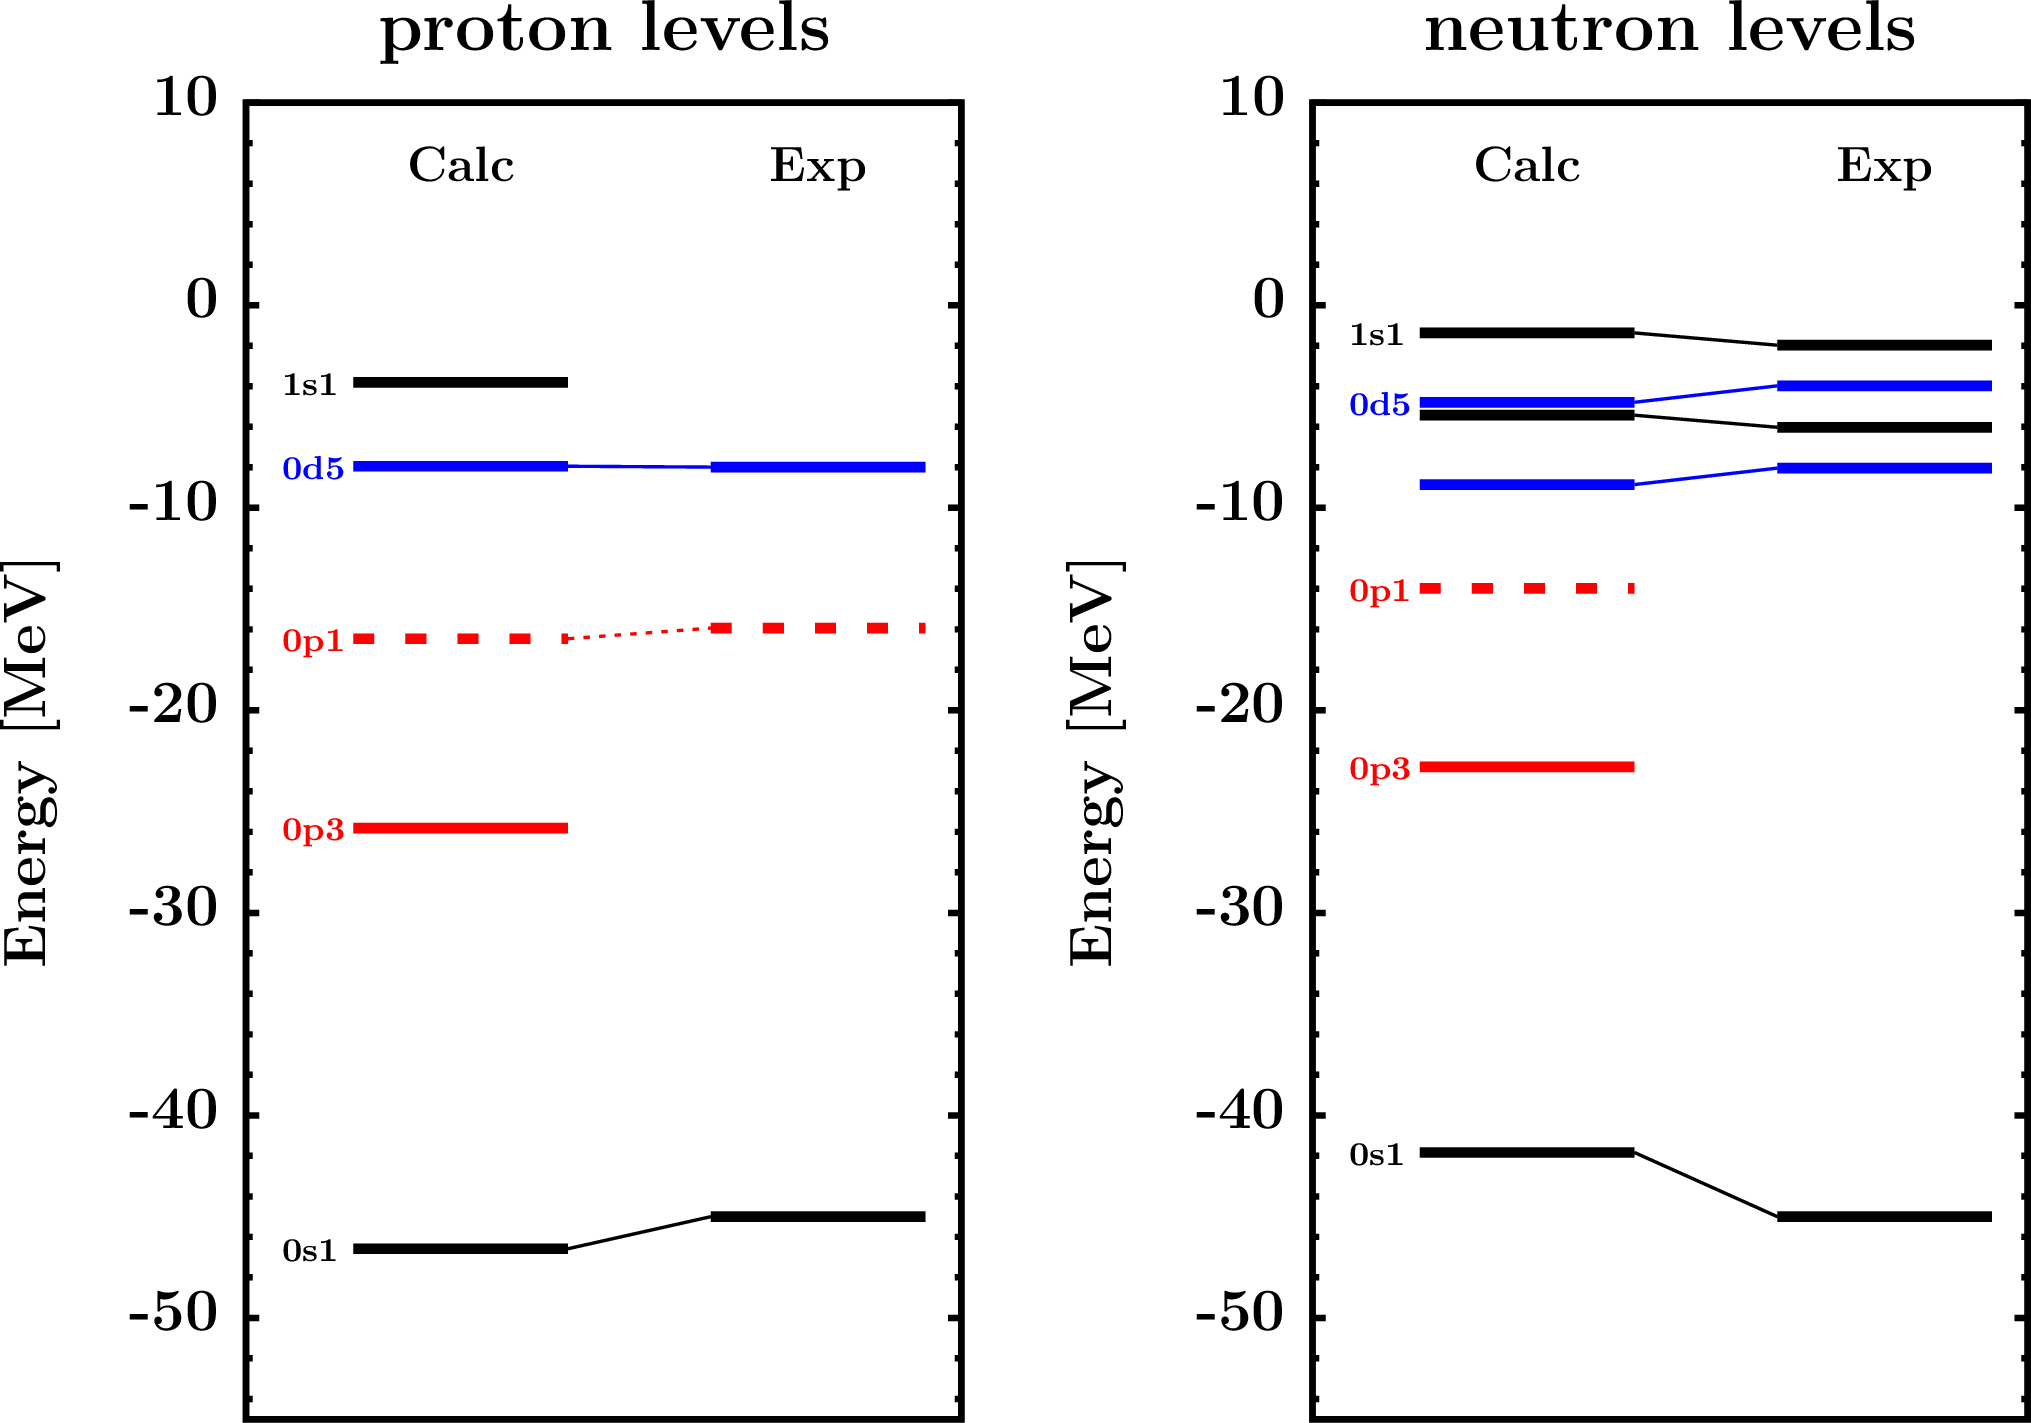 proton levels
10
0
-10
-20
-30
-40
-50
Energy [MeV]
Calc
Exp
1s1
0d5
0p1
0p3
0s1
neutron levels
10
0
-10
-20
-30
-40
-50
Energy [MeV]
Calc
Exp
1s1
0d5
0p1
0p3
0s1